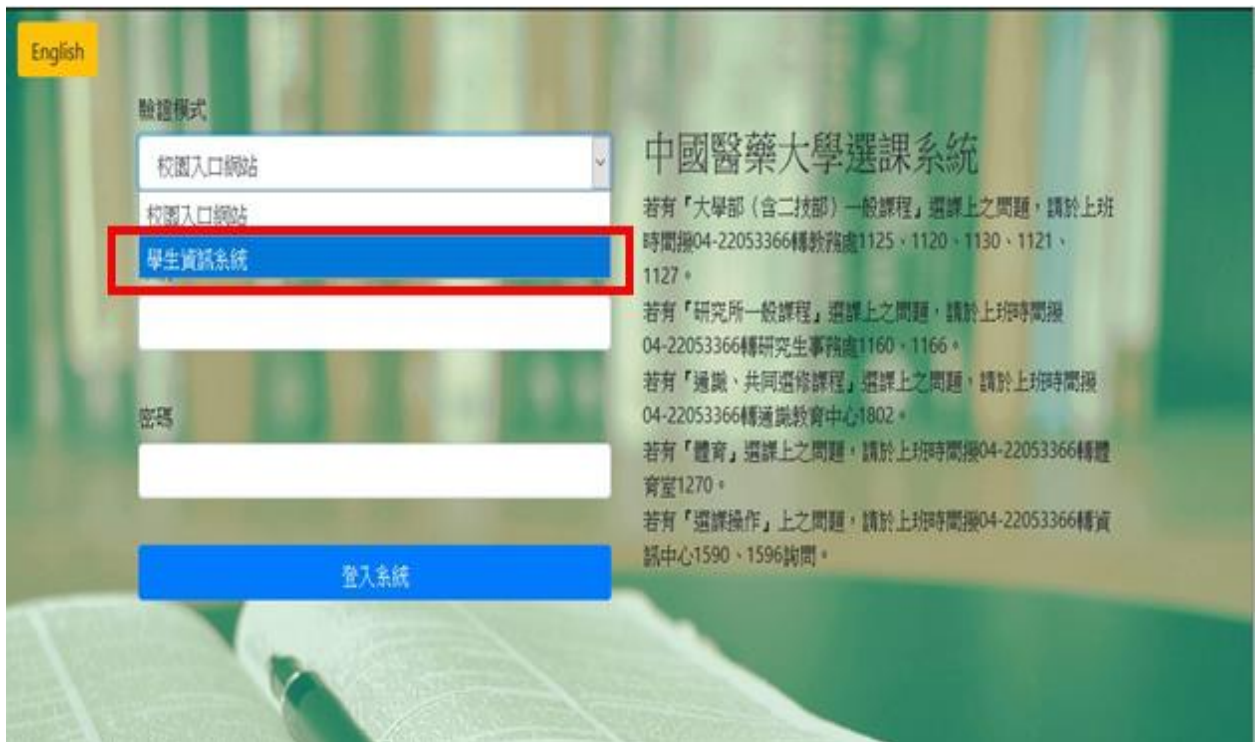 English
驗證模式
校園入口網站
校園入口網站
學生資訊系統
密碼
登入系統
中國醫藥大學選課系統
若有「大學部（含二技部）一般課程」選課上之問題，請於上班
時間撥04-22053366轉教務處1125、1120、1130、1121、
1127。
若有「研究所一般課程」選課上之問題，請於上班時間撥
04-22053366轉研究生事務處1160、1166。
若有「通識、共同選修課程」選課上之問題，請於上班時間撥
04-22053366轉通識教育中心1802。
若有「體育」選課上之問題，請於上班時間撥04-22053366轉體
育室1270。
若有「選課操作」上之問題，請於上班時間撥04-22053366轉資
訊中心1590、1596詢問。